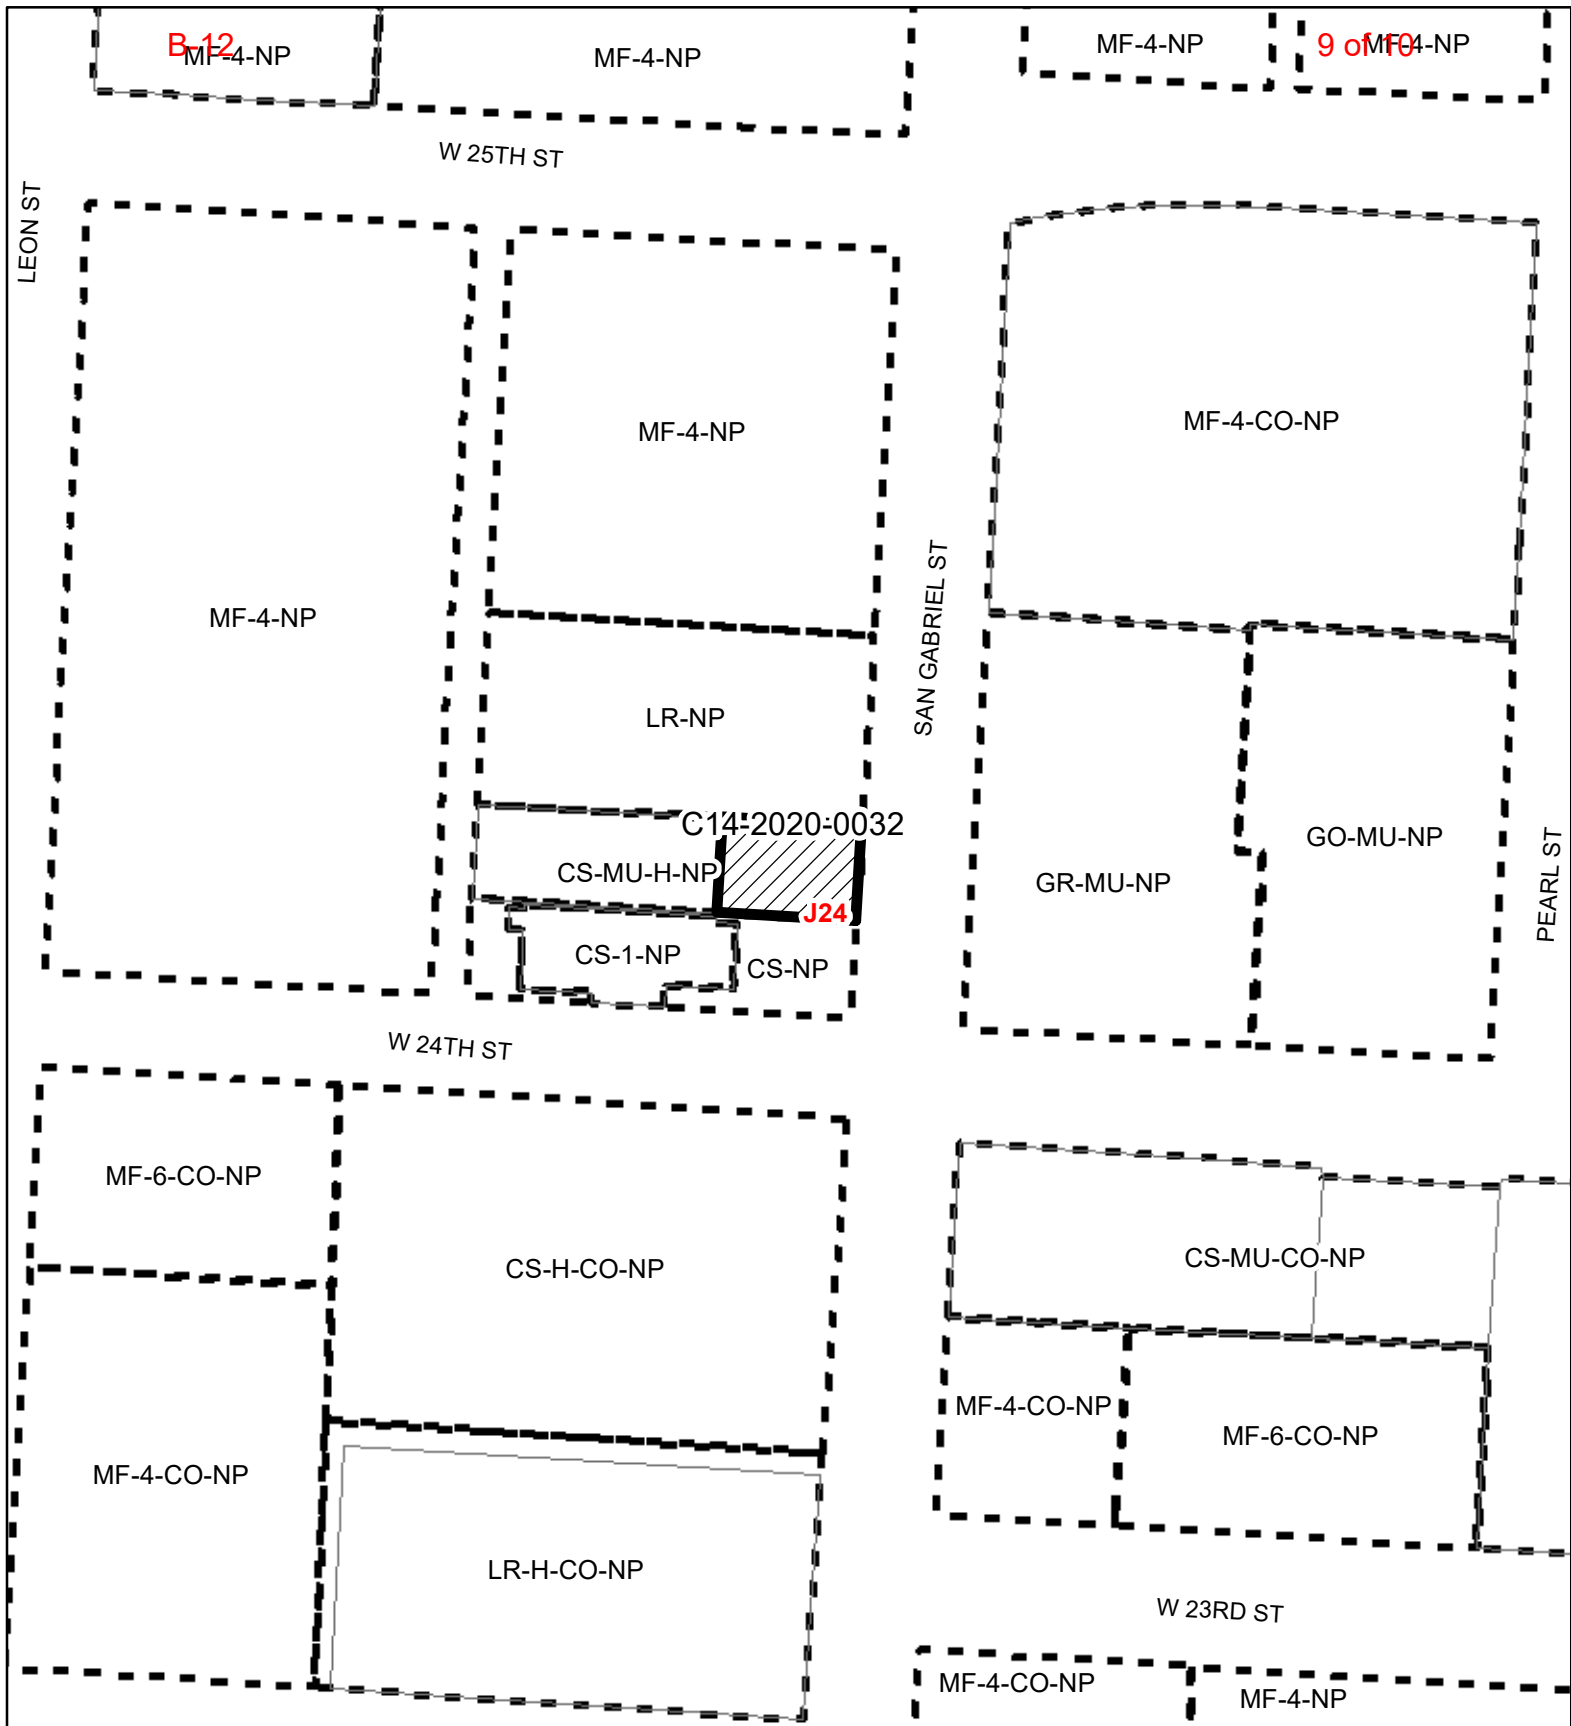 B-12
MF-4-NP
MF-4-NP
MF-4-NP
9 of 10
MF-4-NP
W 25TH ST
LEON ST
MF-4-NP
MF-4-CO-NP
MF-4-NP
SAN GABRIEL ST
LR-NP
C14-2020-0032
GO-MU-NP
CS-MU-H-NP
GR-MU-NP
PEARL ST
J24
CS-1-NP
CS-NP
W 24TH ST
MF-6-CO-NP
CS-H-CO-NP
CS-MU-CO-NP
MF-4-CO-NP
MF-6-CO-NP
MF-4-CO-NP
LR-H-CO-NP
W 23RD ST
MF-4-CO-NP
MF-4-NP